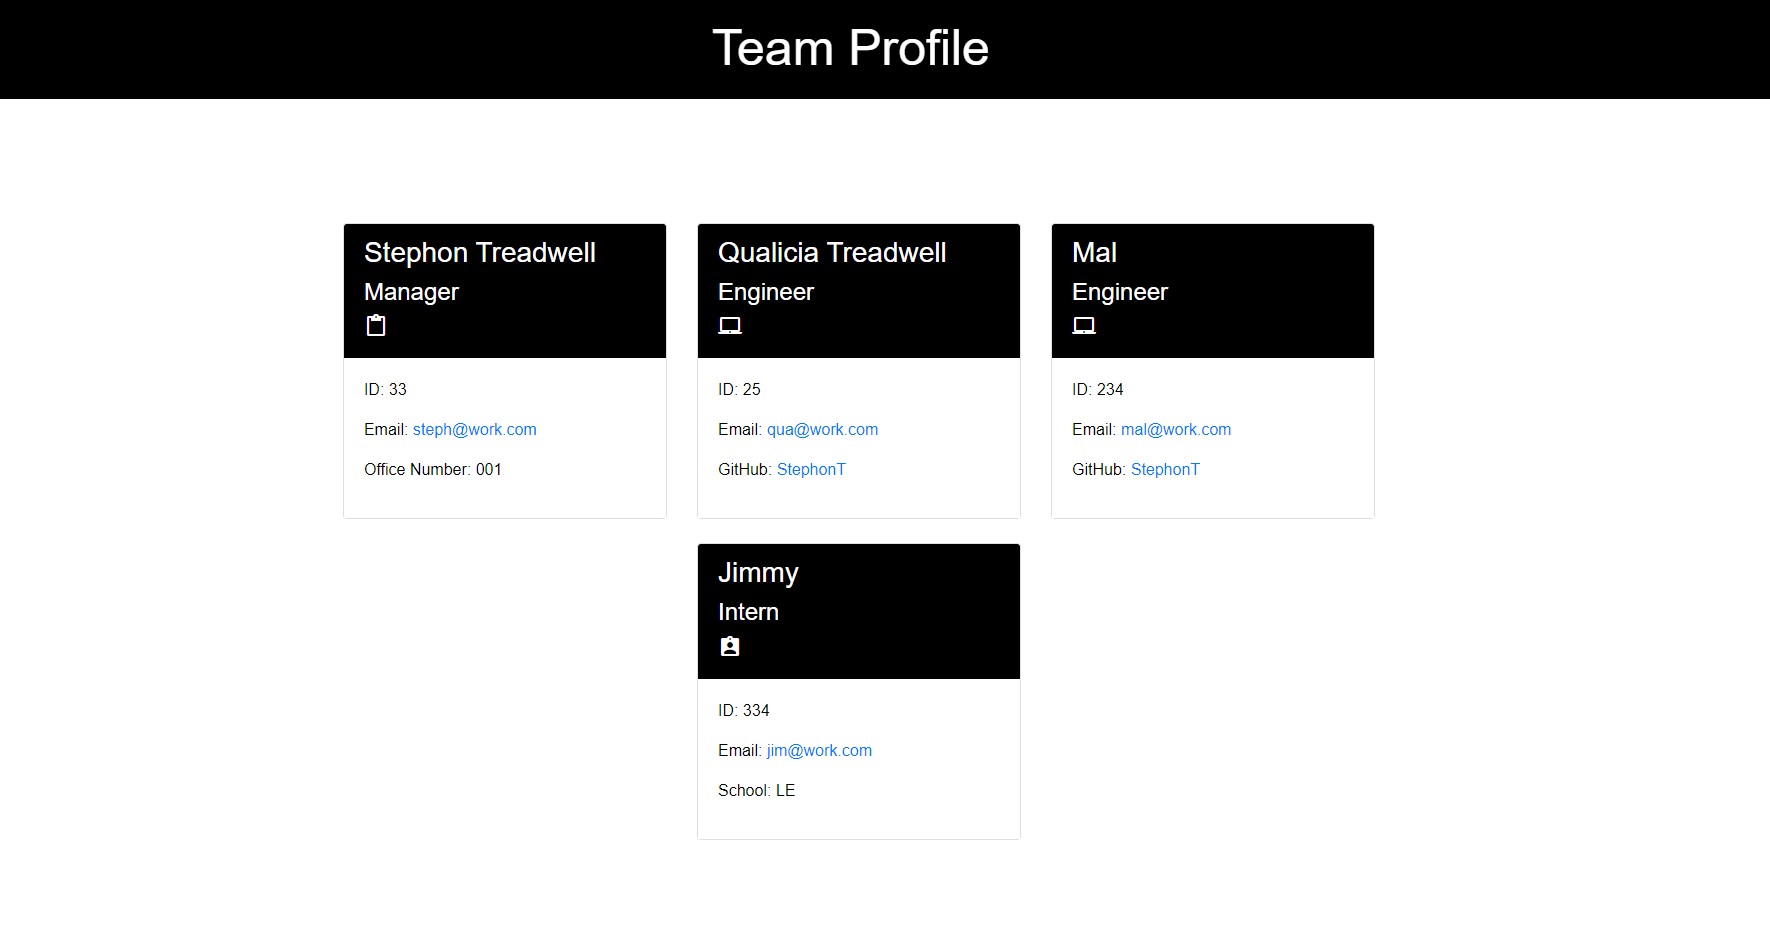 Team Profile
Stephon Treadwell
Manager
ID: 33
Email: steph@work.com
Office Number: 001
Qualicia Treadwell
Engineer
ID: 25
Email: qua@work.com
GitHub: StephonT
Mal
Engineer
ID: 234
Email: mal@work.com
GitHub: StephonT
Jimmy
Intern
ID: 334
Email: jim@work.com
School: LE